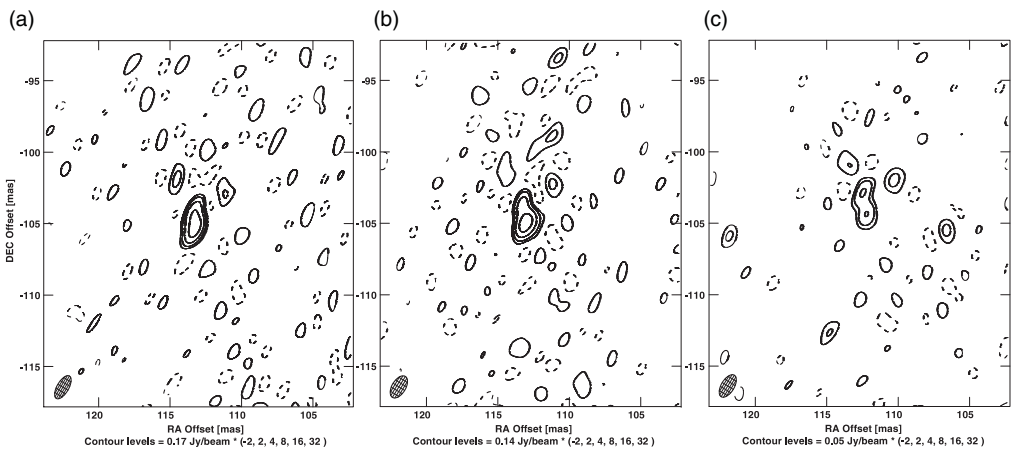 (a)
(b)
(c)
DEC Offset [mas]
-95
-100
-105
-110
-115
120
115
110
105
RA Offset [mas]
Contour levels = 0.17 Jy/beam * (-2, 2, 4, 8, 16, 32 )
-95
-100
-105
-110
-115
120
115
110
105
RA Offset [mas]
Contour levels = 0.14 Jy/beam * (-2, 2, 4, 8, 16, 32 )
-95
-100
-105
-110
-115
120
115
110
105
RA Offset [mas]
Contour levels = 0.05 Jy/beam * (-2, 2, 4, 8, 16, 32 )